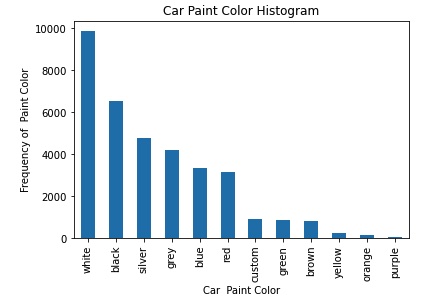 Car Paint Color Histogram
10000
8000
6000
4000
2000
0
Frequency of Paint Color
white
black
silver
grey
blue
red
custom
green
brown
yellow
orange
purple
Car Paint Color